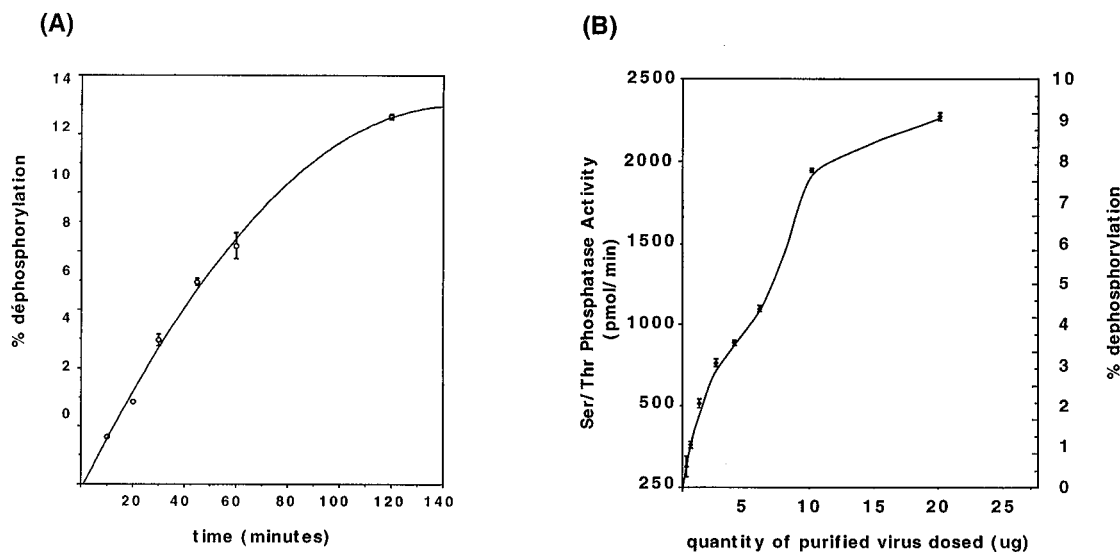 (A)
14
12
10
8
6
4
2
0
% déphosphorylation
20 40 60 80 100 120 140
time (minutes)
(B)
2500
2000
1500
1000
500
250
Ser/Thr Phosphatase Activity
(pmol/min)
10
9
8
7
6
5
4
3
2
1
0
% dephosphorylation
5 10 15 20 25
quantity of purified virus dosed (ug)